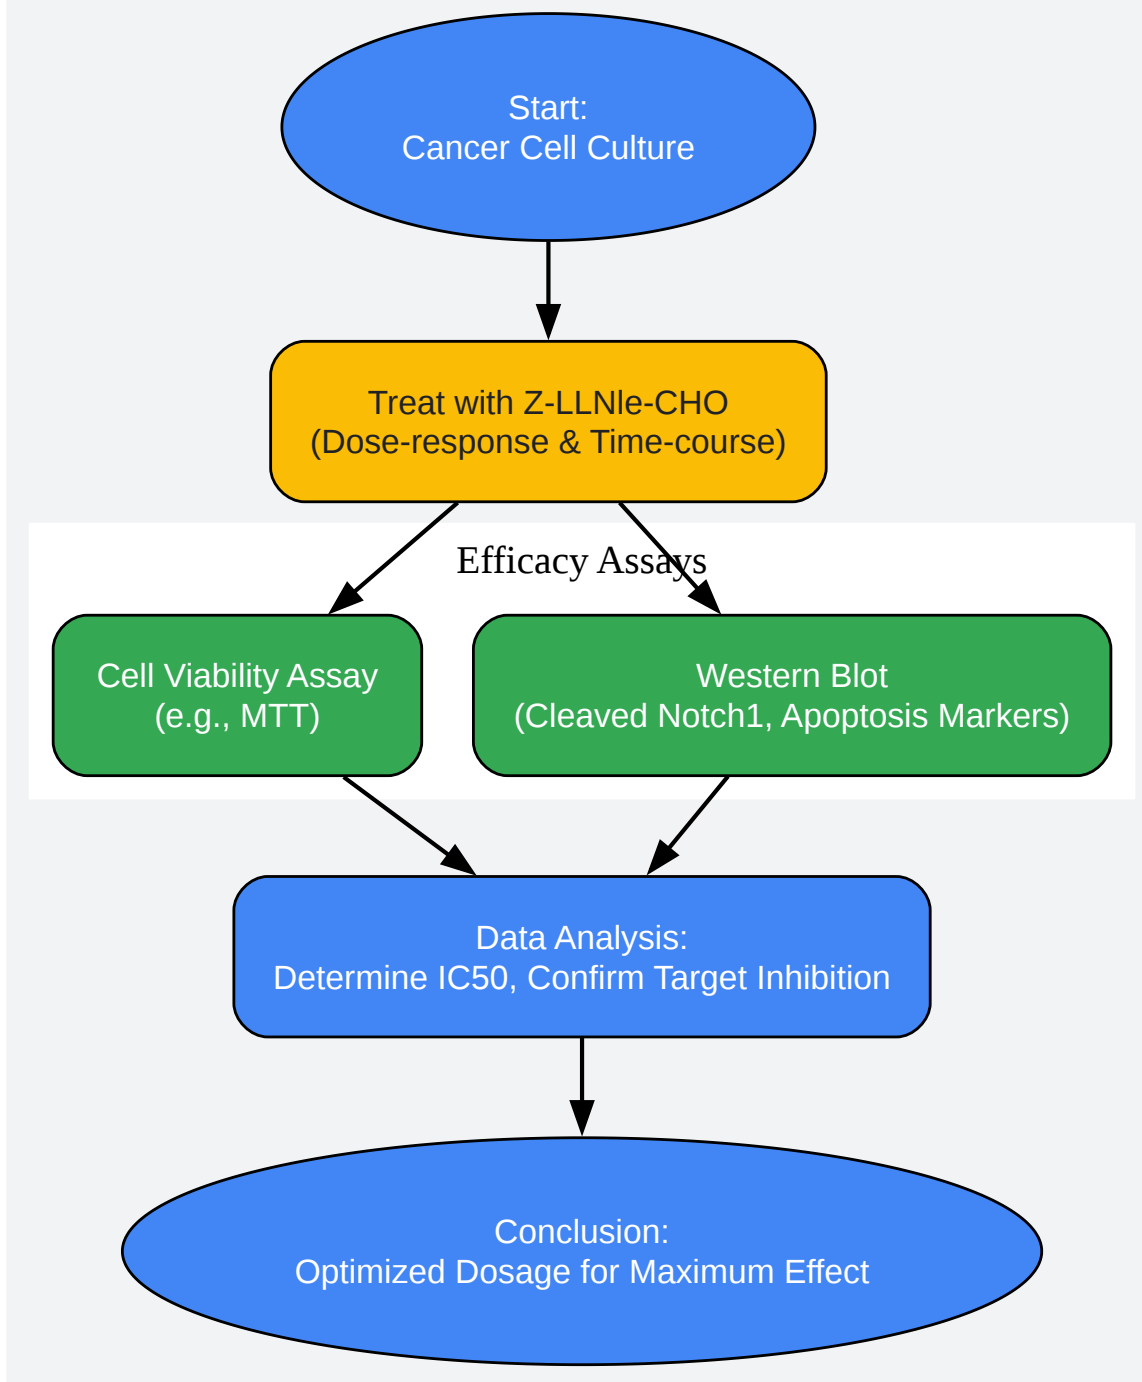 Start:
Cancer Cell Culture
Treat with Z-LLNle-CHO
(Dose-response & Time-course)
Efficacy Assays
Cell Viability Assay
(e.g., MTT)
Western Blot
(Cleaved Notch1, Apoptosis Markers)
Data Analysis:
Determine IC50, Confirm Target Inhibition
Conclusion:
Optimized Dosage for Maximum Effect